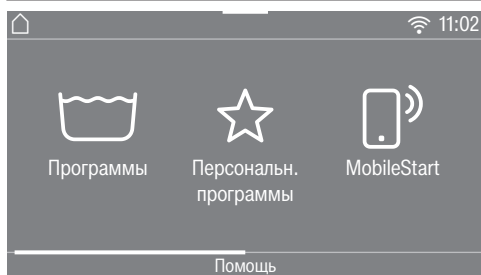 11:02
Программы
Персональн.
программы
MobileStart
Помощь